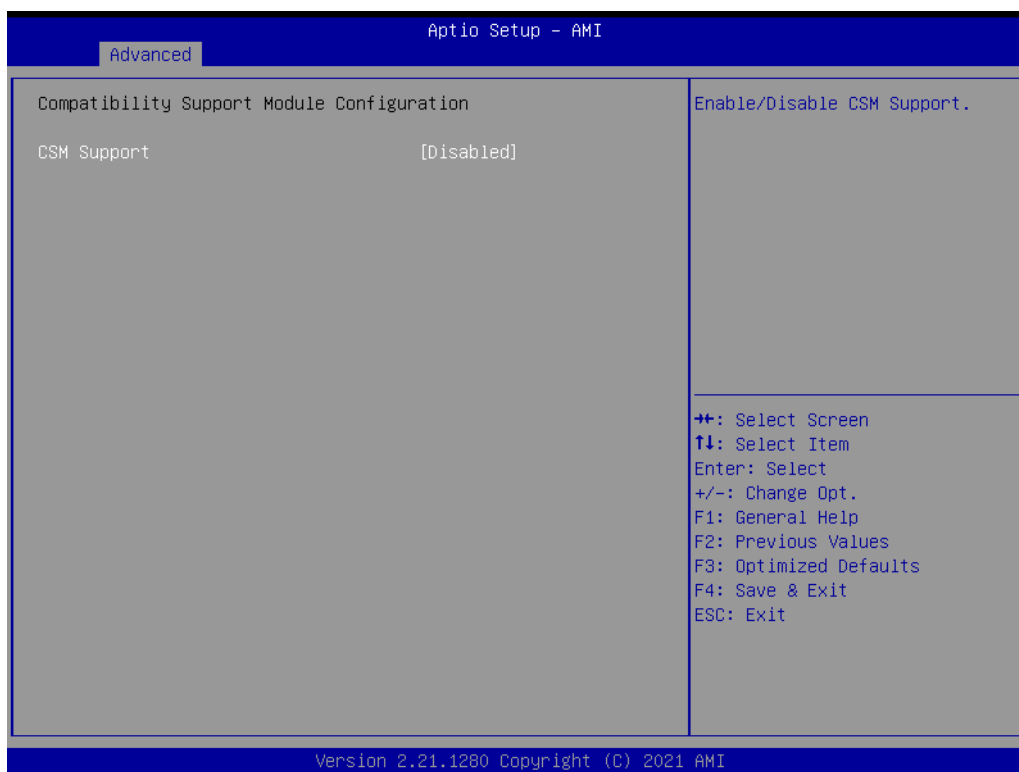 Aptio Setup – AMI
Advanced
Compatibility Support Module Configuration
CSM Support [Disabled]
Enable/Disable CSM Support.
→←: Select Screen
↑↓: Select Item
Enter: Select
+/-: Change Opt.
F1: General Help
F2: Previous Values
F3: Optimized Defaults
F4: Save & Exit
ESC: Exit
Version 2.21.1280 Copyright (C) 2021 AMI